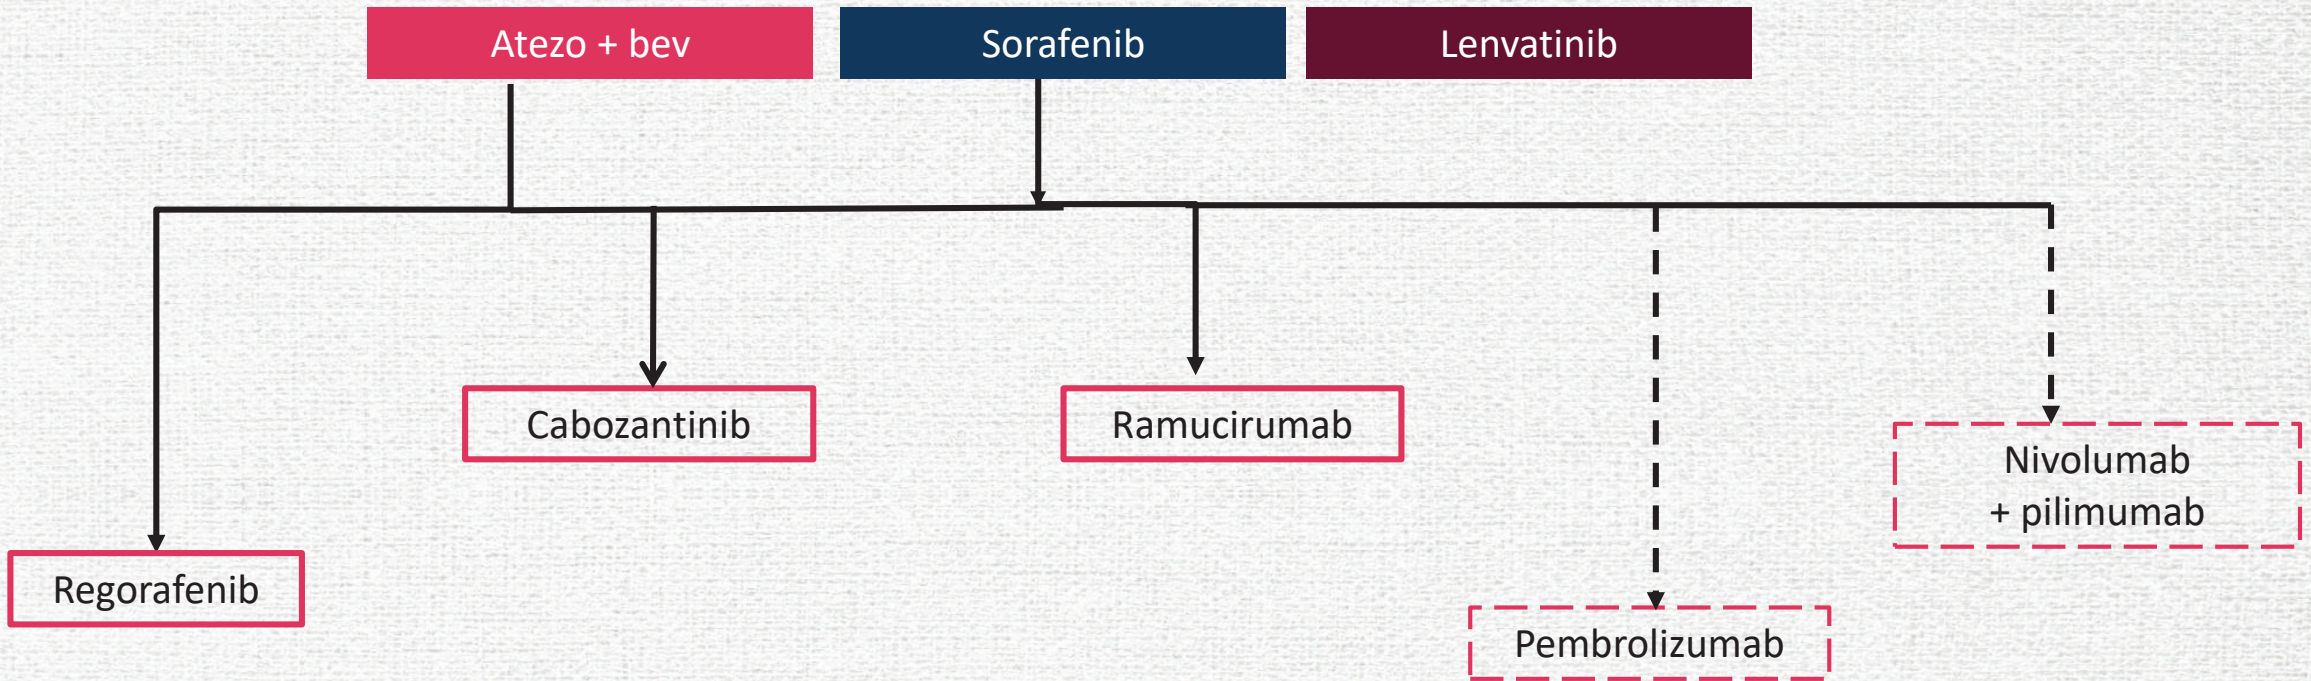 Atezo + bev
Sorafenib
Lenvatinib
Cabozantinib
Ramucirumab
Nivolumab
+ pilimumab
Regorafenib
Pembrolizumab